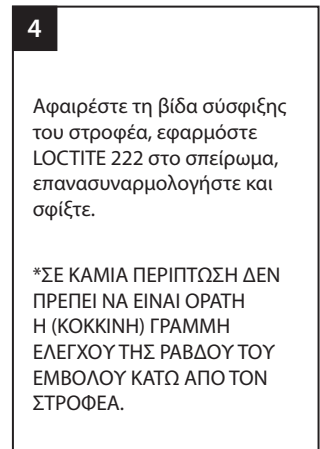 4
Αφαιρέστε τη βίδα σύσφιξης
του στροφέα, εφαρμόστε
LOCTITE 222 στο σπείρωμα,
επανασυναρμολογήστε και
σφίξτε.
*ΣΕ ΚΑΜΙΑ ΠΕΡΙΠΤΩΣΗ ΔΕΝ
ΠΡΕΠΕΙ ΝΑ ΕΙΝΑΙ ΟΡΑΤΗ
Η (ΚΟΚΚΙΝΗ) ΓΡΑΜΜΗ
ΕΛΕΓΧΟΥ ΤΗΣ ΡΑΒΔΟΥ ΤΟΥ
ΕΜΒΟΛΟΥ ΚΑΤΩ ΑΠΟ ΤΟΝ
ΣΤΡΟΦΕΑ.